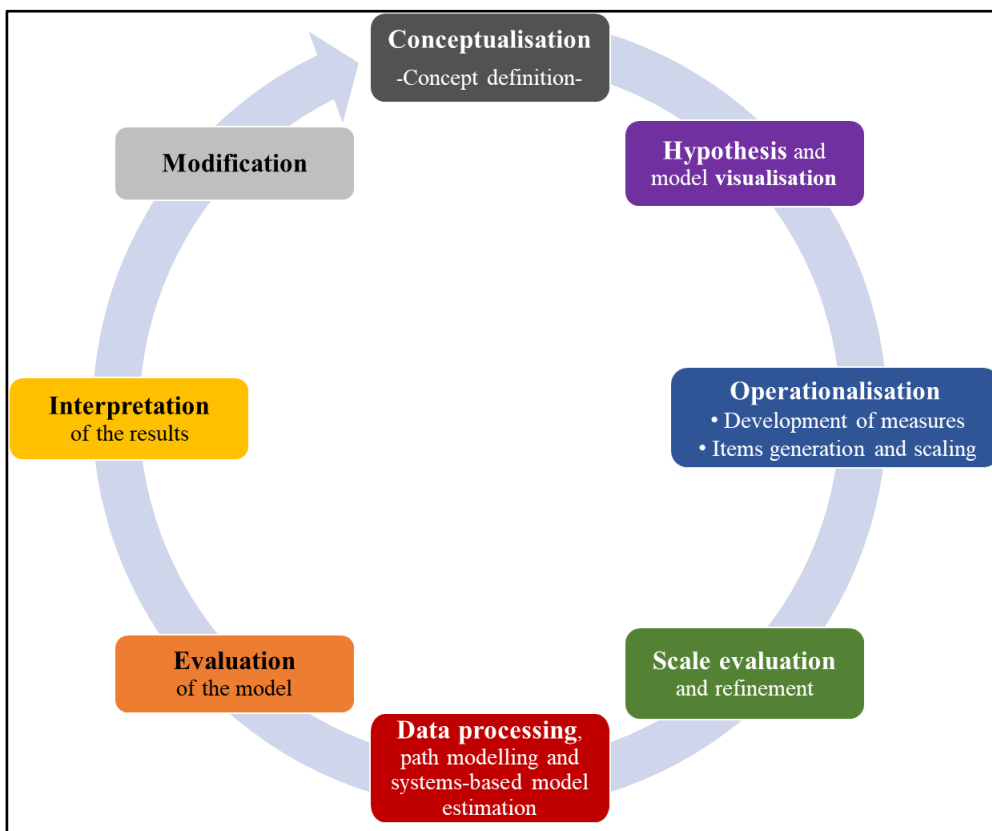 Conceptualisation
-Concept definition-
Hypothesis and
model visualisation
Operationalisation
• Development of measures
• Items generation and scaling
Scale evaluation
and refinement
Data processing,
path modelling and
systems-based model
estimation
Evaluation
of the model
Interpretation
of the results
Modification